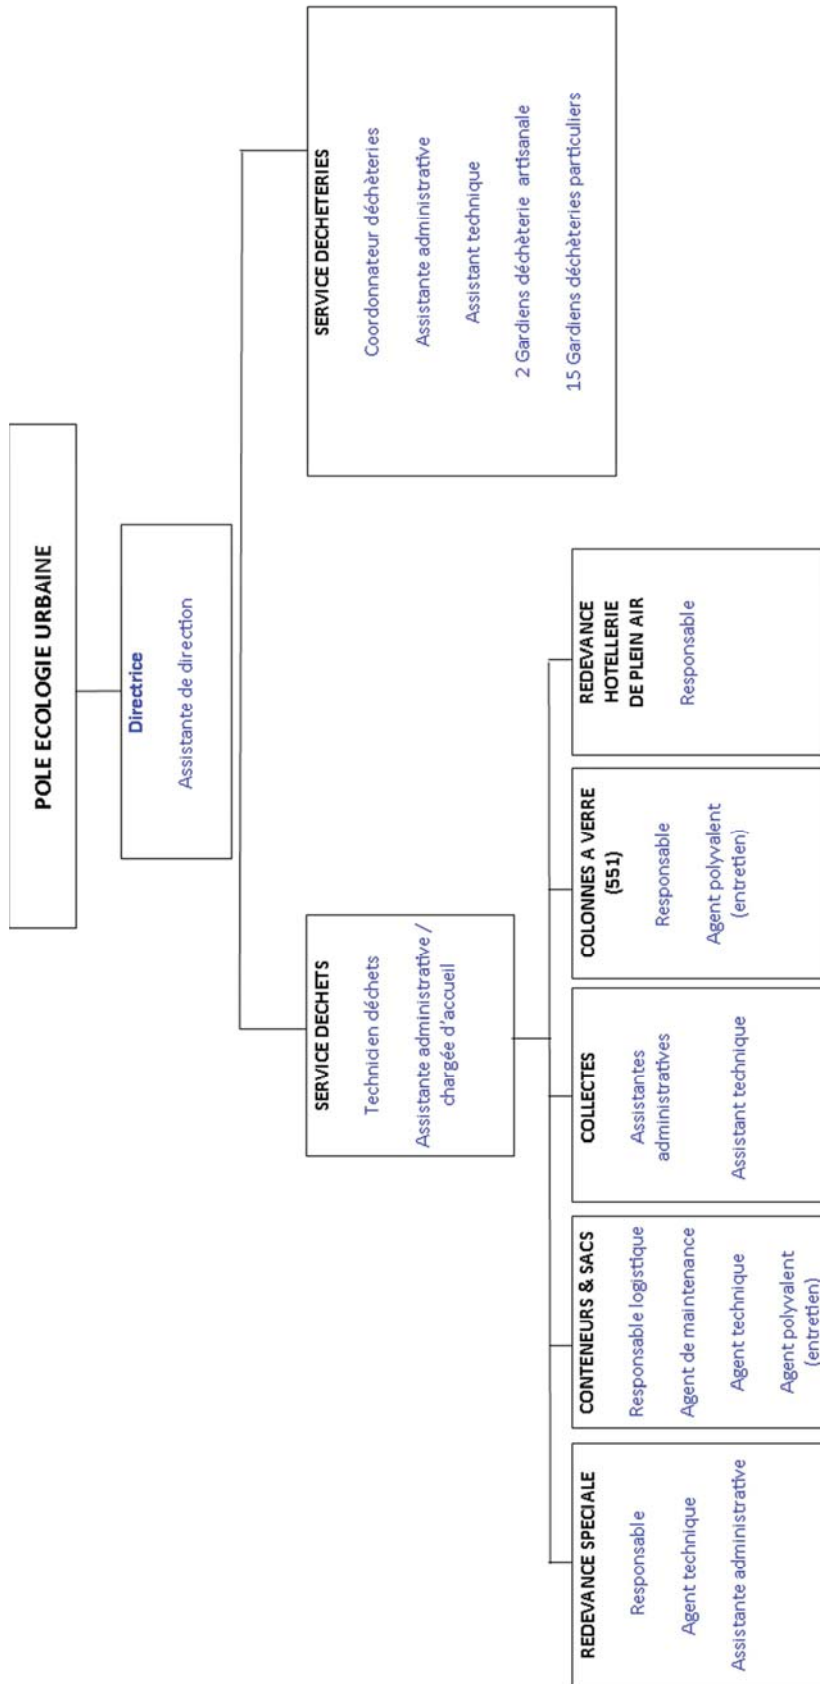 POLE ECOLOGIE URBAINE
Directrice
Assistante de direction
SERVICE DECHETS
Technicien déchets
Assistante administrative /
chargée d'accueil
SERVICE DECHETERIES
Coordonnateur déchèteries
Assistante administrative
Assistant technique
2 Gardiens déchèterie artisanale
15 Gardiens déchèteries particuliers
REDEVANCE SPECIALE
Responsable
Agent technique
Assistante administrative
CONTENEURS & SACS
Responsable logistique
Agent de maintenance
Agent technique
Agent polyvalent
(entretien)
COLLECTES
Assistantes
administratives
Assistant technique
COLONNES A VERRE
(551)
Responsable
Agent polyvalent
(entretien)
REDEVANCE
HOTELLERIE
DE PLEIN AIR
Responsable